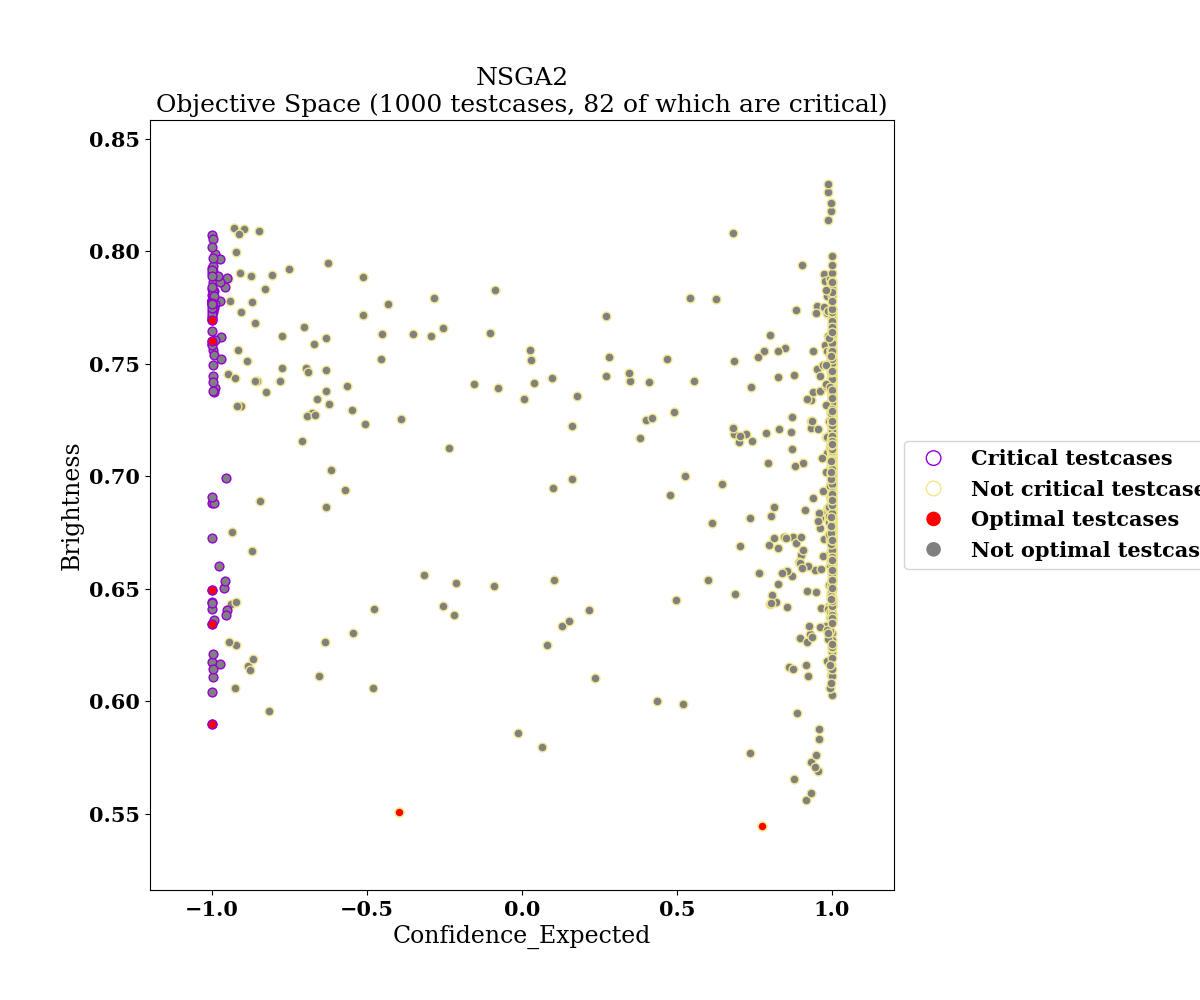 NSGA2
Objective Space (1000 testcases, 82 of which are critical)
0.85
0.80
0.75
0.70
0.65
0.60
0.55
Brightness
−1.0
−0.5
0.0
0.5
1.0
Confidence_Expected
Critical testcases
Not critical testcase
Optimal testcases
Not optimal testcas